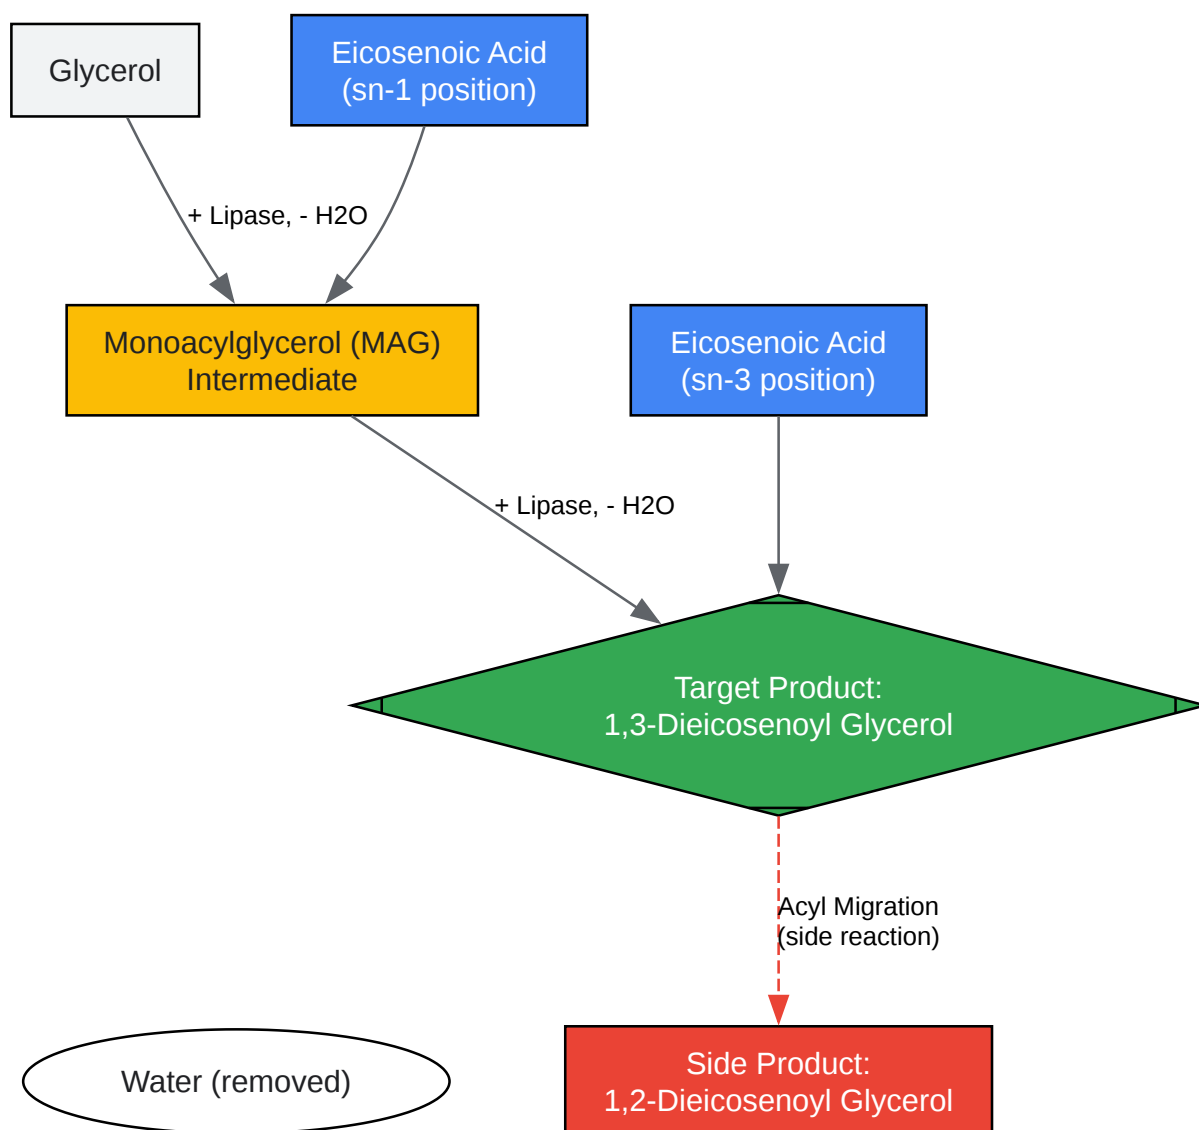 Glycerol
Eicosenoic Acid
(sn-1 position)
+ Lipase, - H2O
Monoacylglycerol (MAG)
Intermediate
Eicosenoic Acid
(sn-3 position)
+ Lipase, - H2O
Target Product:
1,3-Dieicosenoyl Glycerol
Acyl Migration
(side reaction)
Water (removed)
Side Product:
1,2-Dieicosenoyl Glycerol